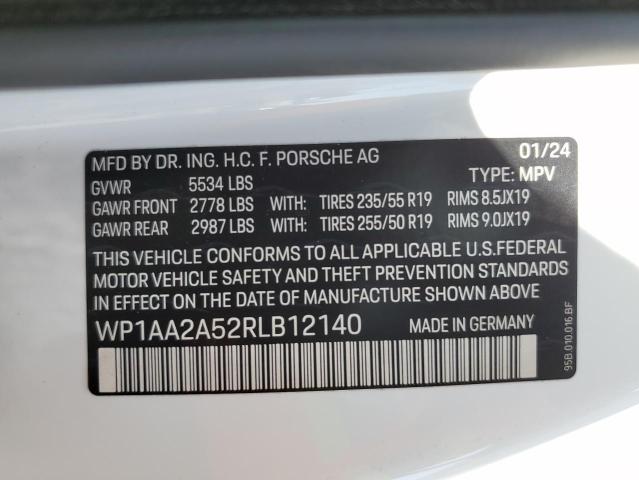 MFD BY DR. ING. H.C. F. PORSCHE AG 01/24
GVWR 5534 LBS TYPE: MPV
GAWR FRONT 2778 LBS WITH: TIRES 235/55 R19 RIMS 8.5JX19
GAWR REAR 2987 LBS WITH: TIRES 255/50 R19 RIMS 9.0JX19
THIS VEHICLE CONFORMS TO ALL APPLICABLE U.S.FEDERAL
MOTOR VEHICLE SAFETY AND THEFT PREVENTION STANDARDS
IN EFFECT ON THE DATE OF MANUFACTURE SHOWN ABOVE
WP1AA2A52RLB12140 MADE IN GERMANY
95B.010.016.BF